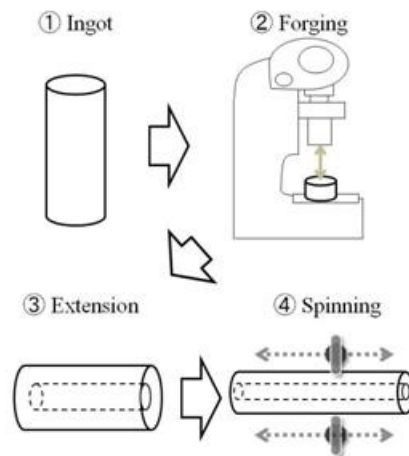 ① Ingot
② Forging
③ Extension
④ Spinning